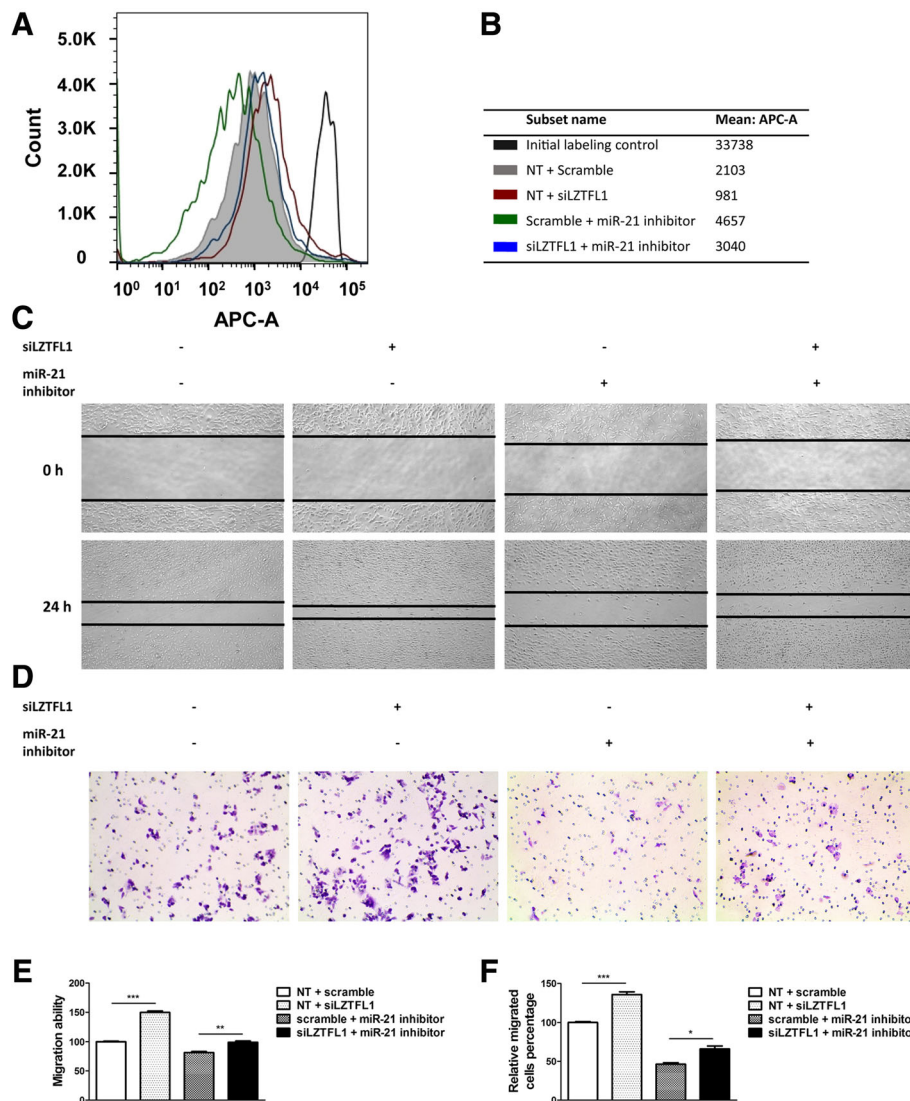 A
5.0K
4.0K
3.0K
2.0K
1.0K
0
Count
10^0 10^1 10^2 10^3 10^4 10^5
APC-A
B
Subset name Mean: APC-A
Initial labeling control 33738
NT + Scramble 2103
NT + siLZTFL1 981
Scramble + miR-21 inhibitor 4657
siLZTFL1 + miR-21 inhibitor 3040
C
siLZTFL1 - + - +
miR-21
inhibitor - - + +
0 h
24 h
D
siLZTFL1 - + - +
miR-21
inhibitor - - + +
E
Migration ability
200
150
100
50
0
***
**
NT + scramble
NT + siLZTFL1
scramble + miR-21 inhibitor
siLZTFL1 + miR-21 inhibitor
F
Relative migrated
cells percentage
150
100
50
0
***
*
NT + scramble
NT + siLZTFL1
scramble + miR-21 inhibito
siLZTFL1 + miR-21 inhibito